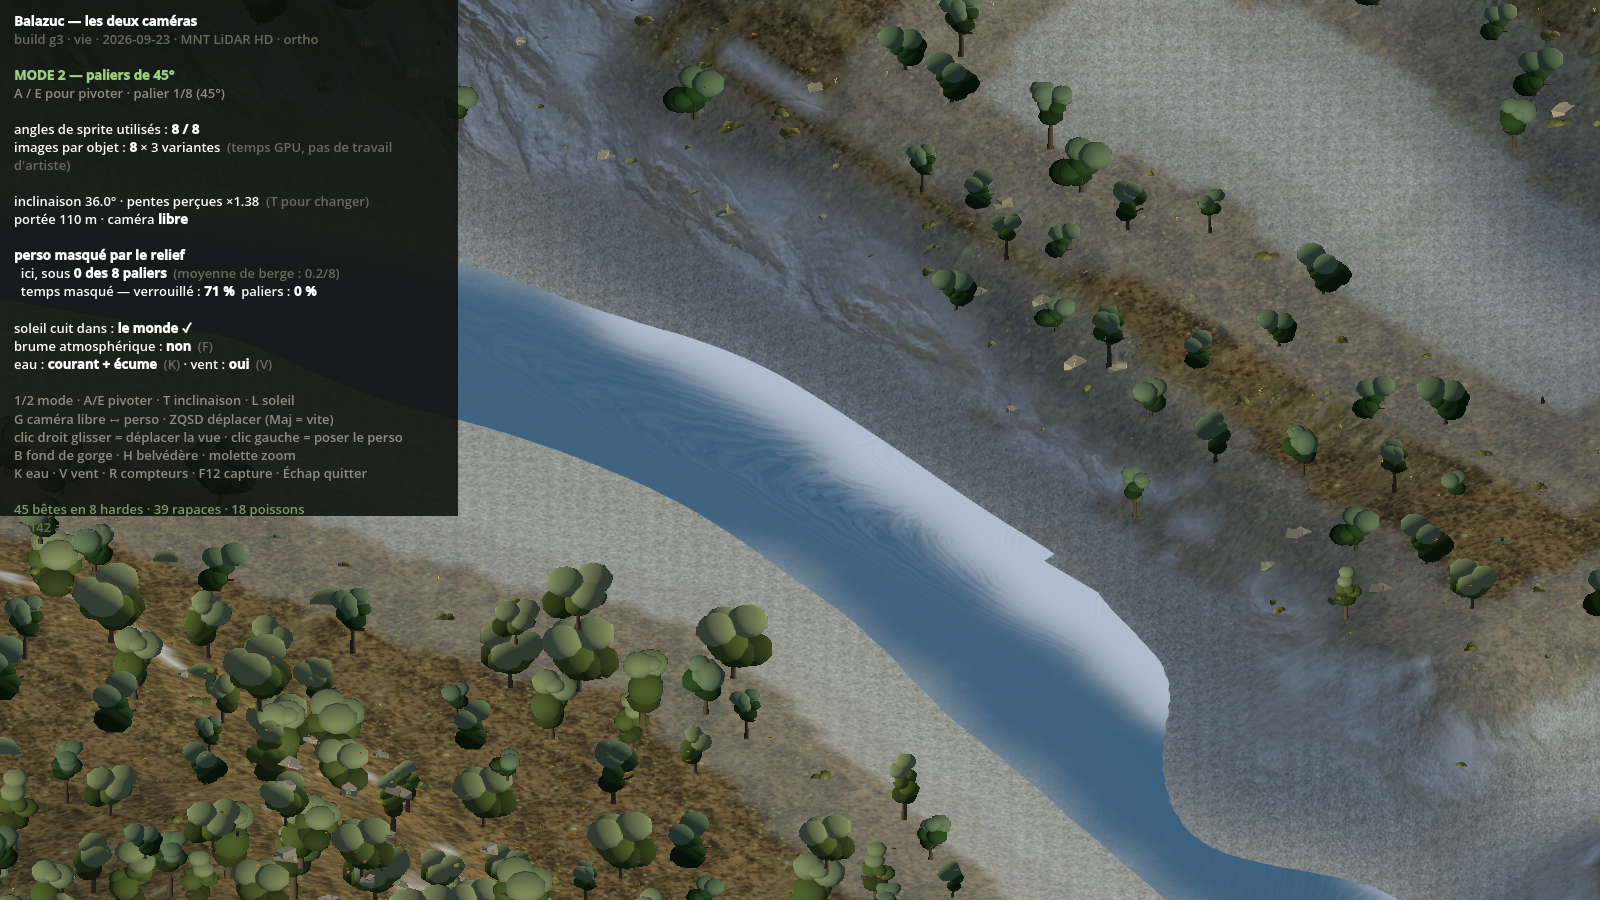 Balazuc — les deux caméras
build g3 · vie · 2026-09-23 · MNT LiDAR HD · ortho
MODE 2 — paliers de 45°
A / E pour pivoter · palier 1/8 (45°)
angles de sprite utilisés : 8 / 8
images par objet : 8 × 3 variantes (temps GPU, pas de travail
d'artiste)
inclinaison 36.0° · pentes perçues ×1.38 (T pour changer)
portée 110 m · caméra libre
perso masqué par le relief
ici, sous 0 des 8 paliers (moyenne de berge : 0.2/8)
temps masqué — verrouillé : 71 % paliers : 0 %
soleil cuit dans : le monde ✓
brume atmosphérique : non (F)
eau : courant + écume (K) · vent : oui (V)
1/2 mode · A/E pivoter · T inclinaison · L soleil
G caméra libre ↔ perso · ZQSD déplacer (Maj = vite)
clic droit glisser = déplacer la vue · clic gauche = poser le perso
B fond de gorge · H belvédère · molette zoom
K eau · V vent · R compteurs · F12 capture · Échap quitter
45 bêtes en 8 hardes · 39 rapaces · 18 poissons